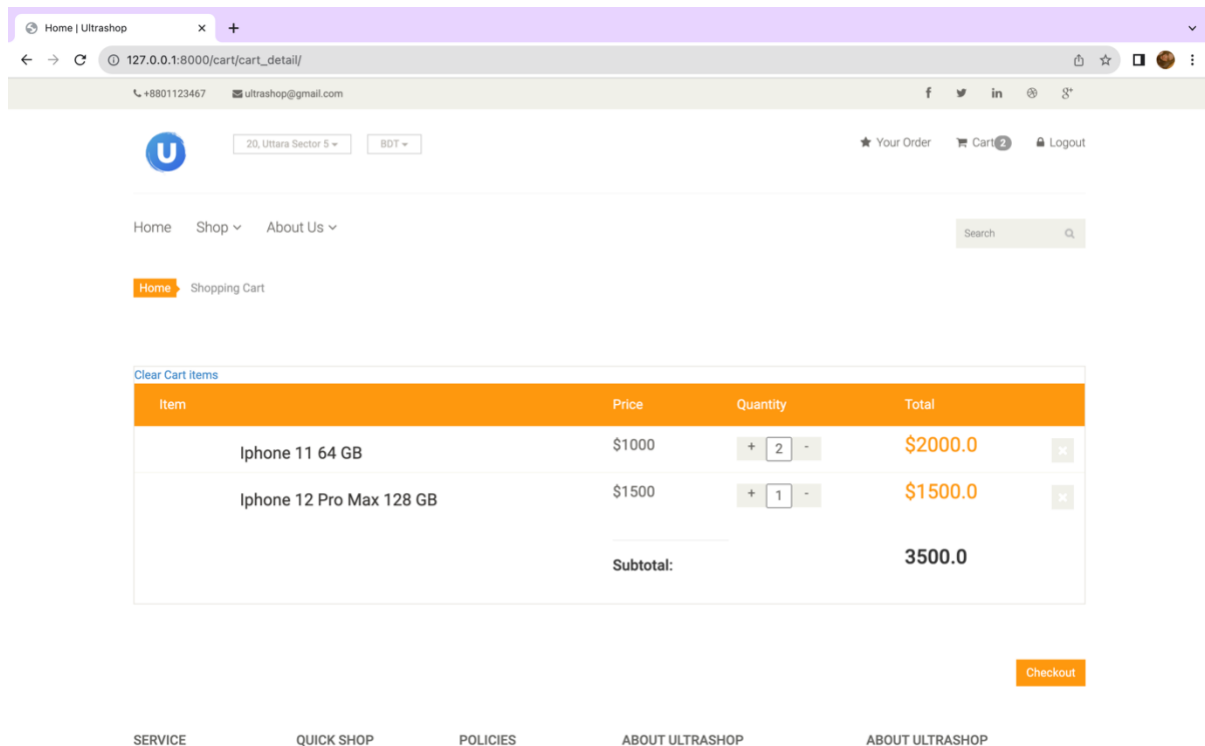 Home | Ultrashop
127.0.0.1:8000/cart/cart_detail/
+8801123467 ultrashop@gmail.com f in g+
U 20, Uttara Sector 5 BDT Your Order Cart 2 Logout
Home Shop About Us Search
Home Shopping Cart
Clear Cart items
Item Price Quantity Total
Iphone 11 64 GB $1000 + 2 - $2000.0
Iphone 12 Pro Max 128 GB $1500 + 1 - $1500.0
Subtotal: 3500.0
Checkout
SERVICE QUICK SHOP POLICIES ABOUT ULTRASHOP ABOUT ULTRASHOP